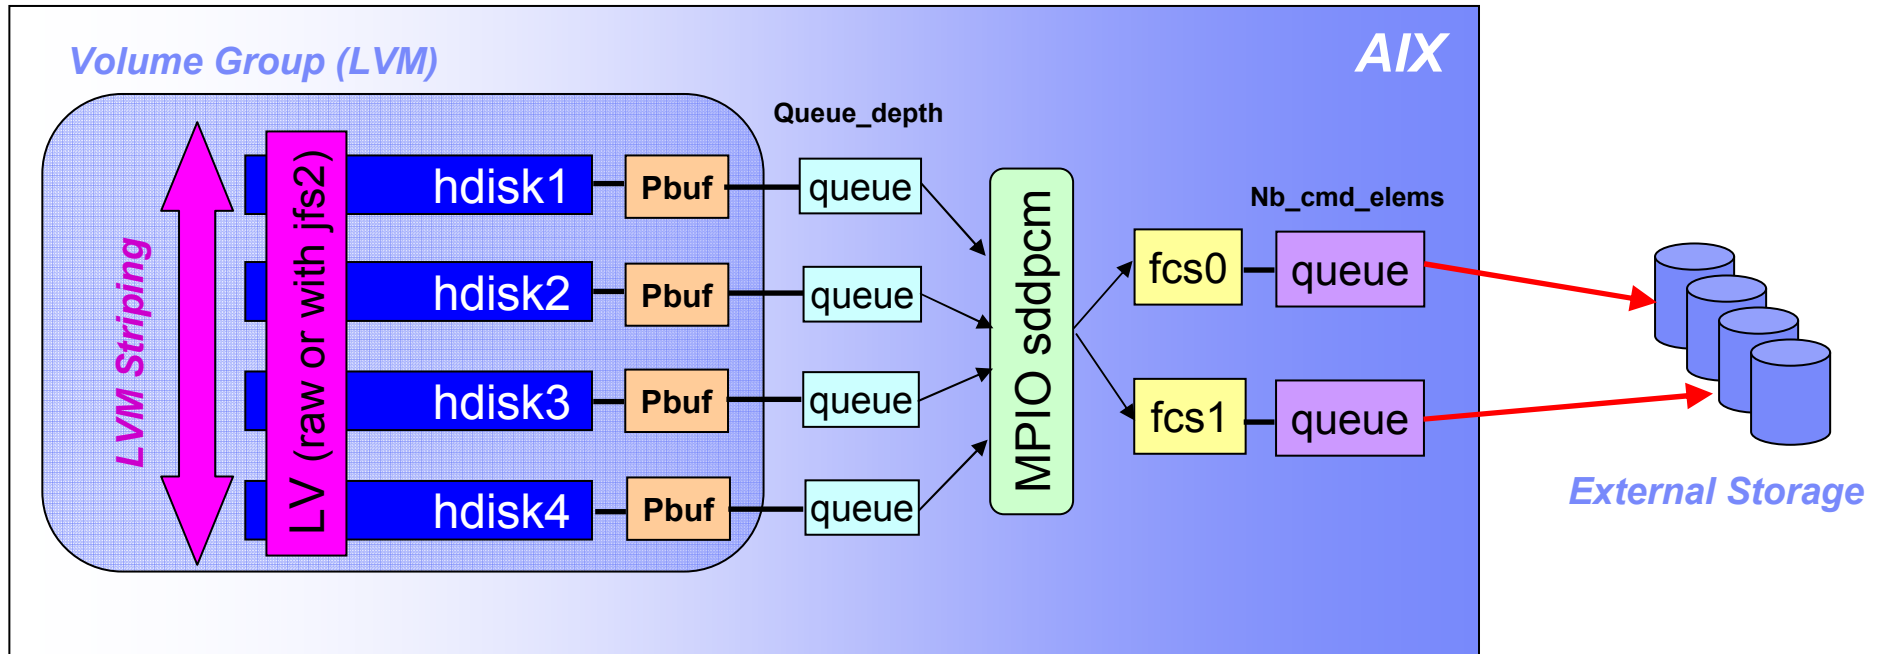 AIX
Volume Group (LVM)
Queue_depth
LVM Striping
LV (raw or with jfs2)
hdisk1
Pbuf
queue
hdisk2
Pbuf
queue
hdisk3
Pbuf
queue
hdisk4
Pbuf
queue
MPIO sddpcm
Nb_cmd_elems
fcs0
queue
fcs1
queue
External Storage